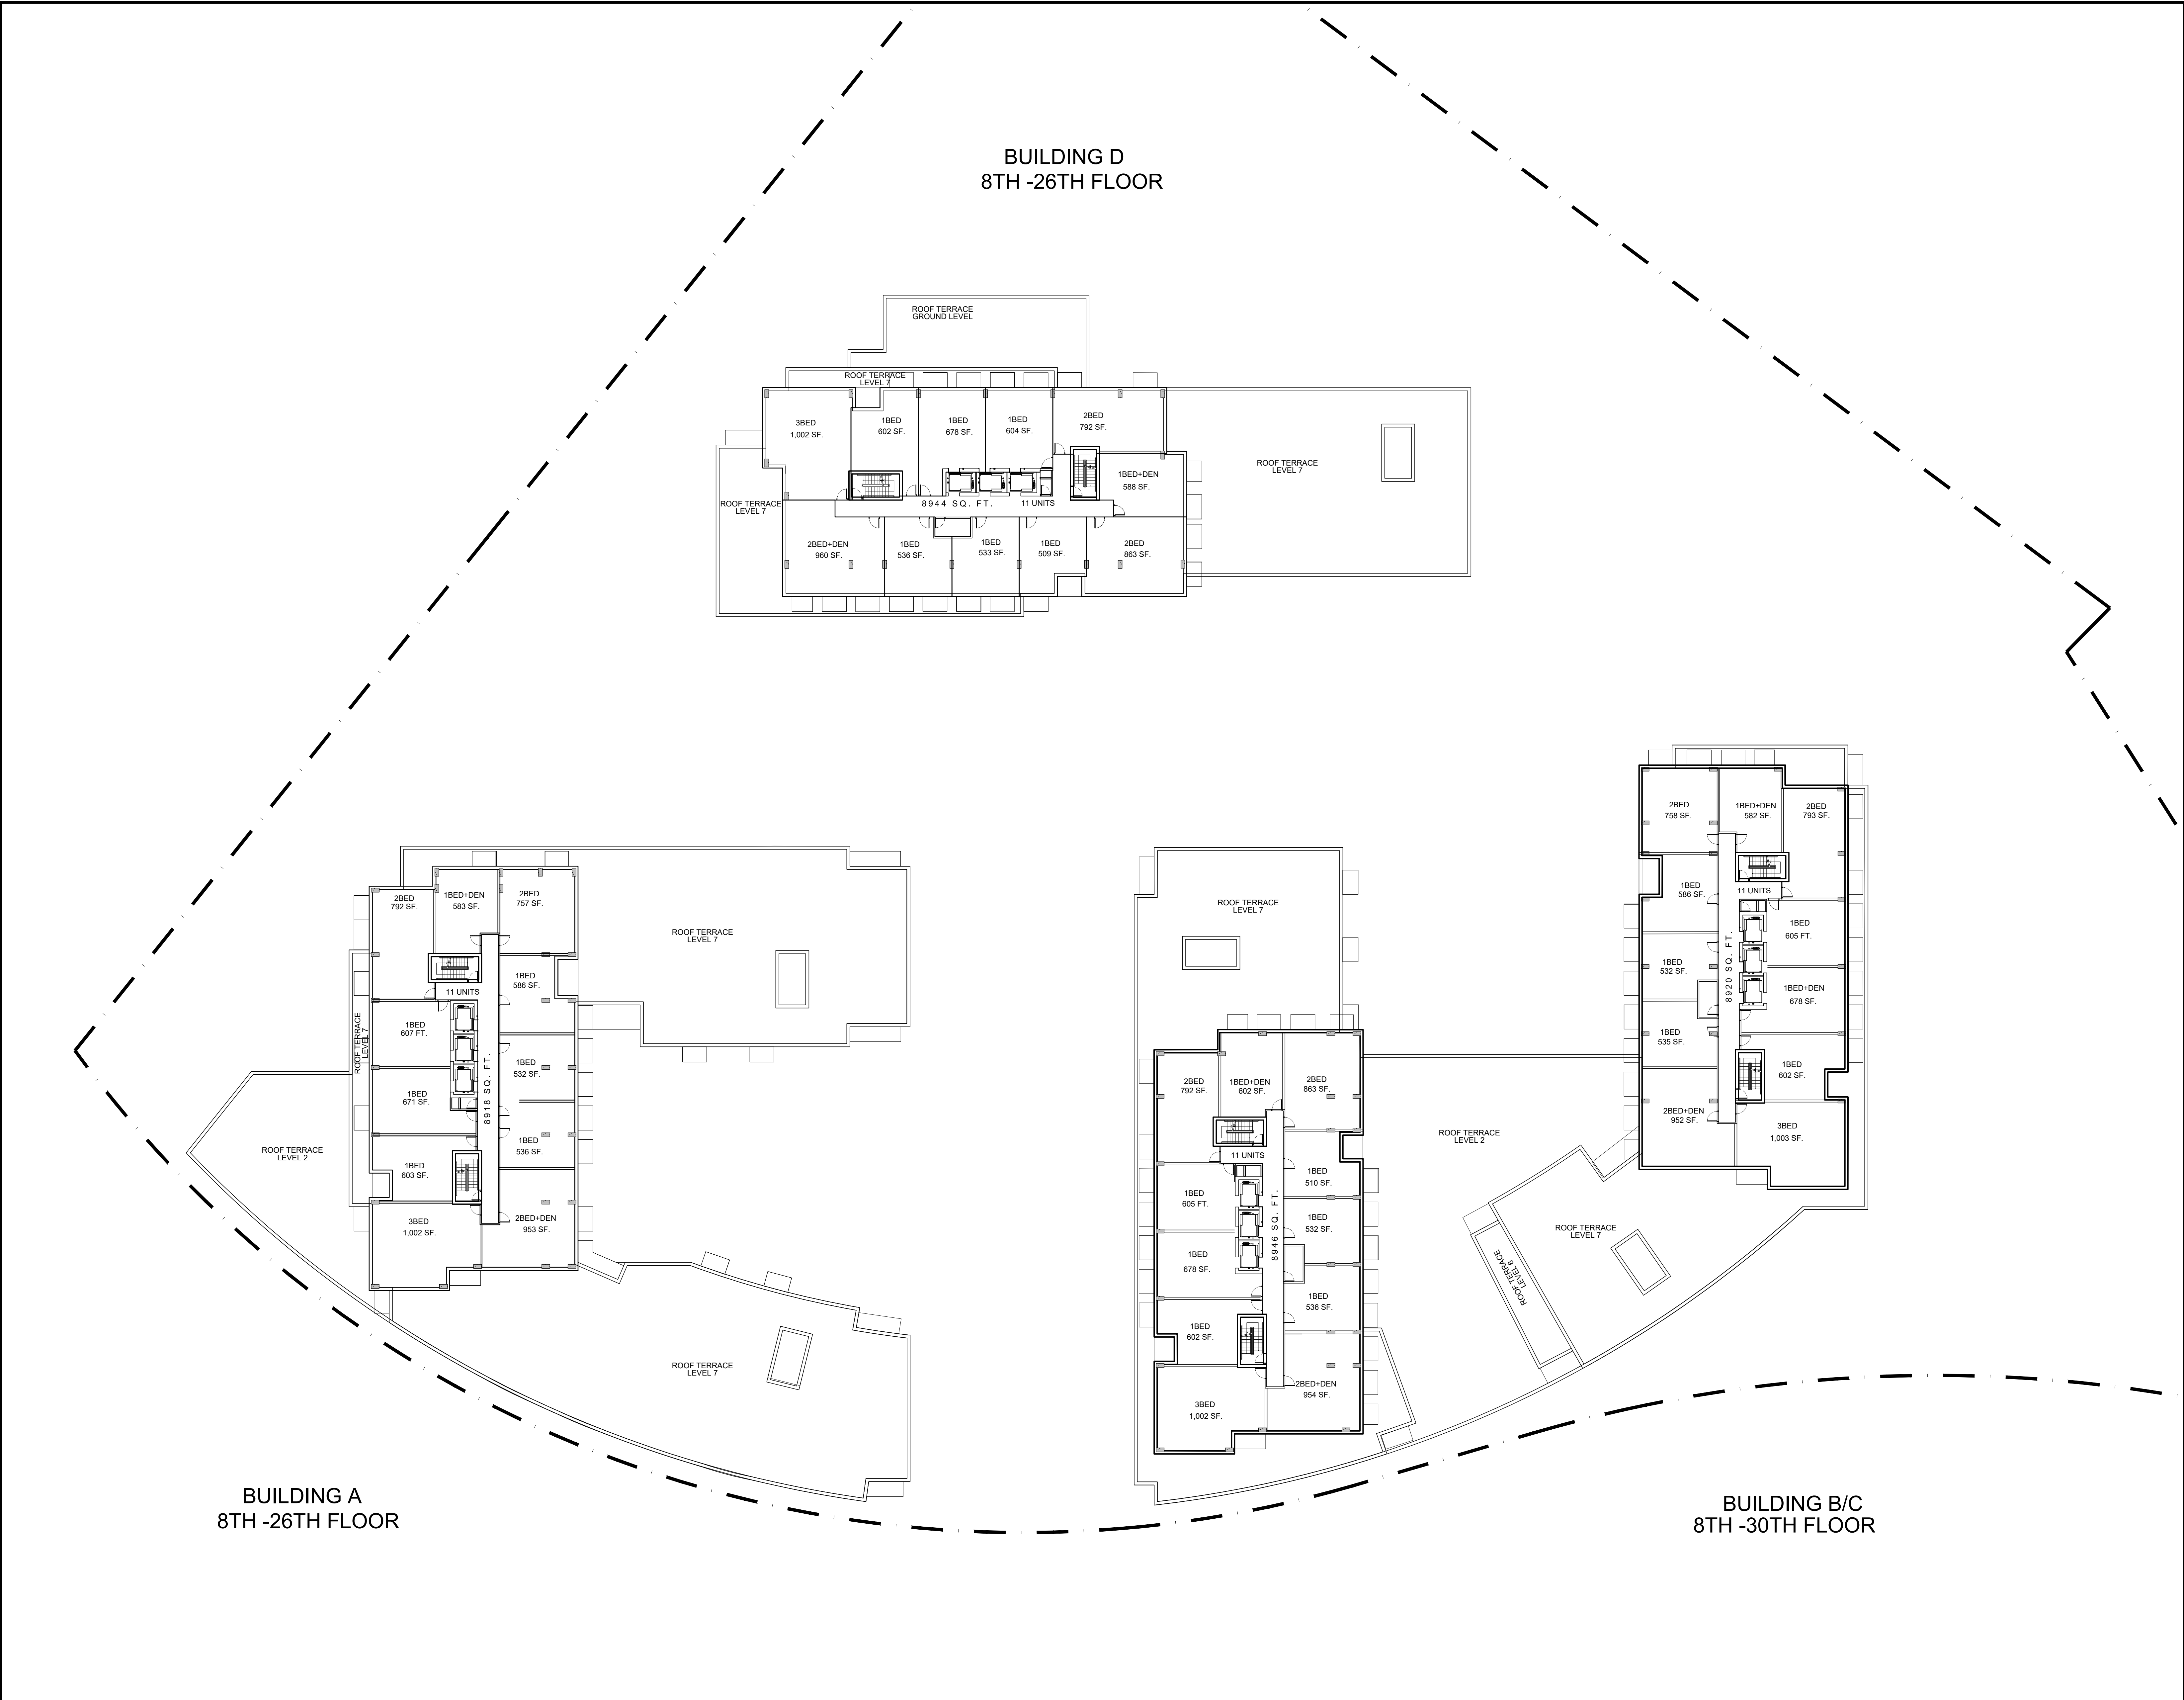 BUILDING D
8TH -26TH FLOOR
ROOF TERRACE
GROUND LEVEL
ROOF TERRACE
LEVEL 7
3BED
1,002 SF.
1BED
602 SF.
1BED
678 SF.
1BED
604 SF.
2BED
792 SF.
1BED+DEN
588 SF.
ROOF TERRACE
LEVEL 7
ROOF TERRACE
LEVEL 7
8944 SQ. FT.
11 UNITS
2BED+DEN
960 SF.
1BED
536 SF.
1BED
533 SF.
1BED
509 SF.
2BED
863 SF.
2BED
792 SF.
1BED+DEN
583 SF.
2BED
757 SF.
ROOF TERRACE
LEVEL 7
1BED
586 SF.
11 UNITS
1BED
607 FT.
ROOF TERRACE
LEVEL 7
8918 SQ. FT.
1BED
532 SF.
1BED
671 SF.
1BED
536 SF.
ROOF TERRACE
LEVEL 2
1BED
603 SF.
3BED
1,002 SF.
2BED+DEN
953 SF.
ROOF TERRACE
LEVEL 7
BUILDING A
8TH -26TH FLOOR
ROOF TERRACE
LEVEL 7
2BED
792 SF.
1BED+DEN
602 SF.
2BED
863 SF.
11 UNITS
1BED
510 SF.
1BED
605 FT.
8946 SQ. FT.
1BED
532 SF.
1BED
678 SF.
1BED
536 SF.
1BED
602 SF.
2BED+DEN
954 SF.
3BED
1,002 SF.
ROOF TERRACE
LEVEL 2
2BED
758 SF.
1BED+DEN
582 SF.
2BED
793 SF.
1BED
586 SF.
11 UNITS
1BED
605 FT.
8920 SQ. FT.
1BED
532 SF.
1BED+DEN
678 SF.
1BED
535 SF.
1BED
602 SF.
2BED+DEN
952 SF.
3BED
1,003 SF.
ROOF TERRACE
LEVEL 7
ROOF TERRACE
LEVEL 6
BUILDING B/C
8TH -30TH FLOOR